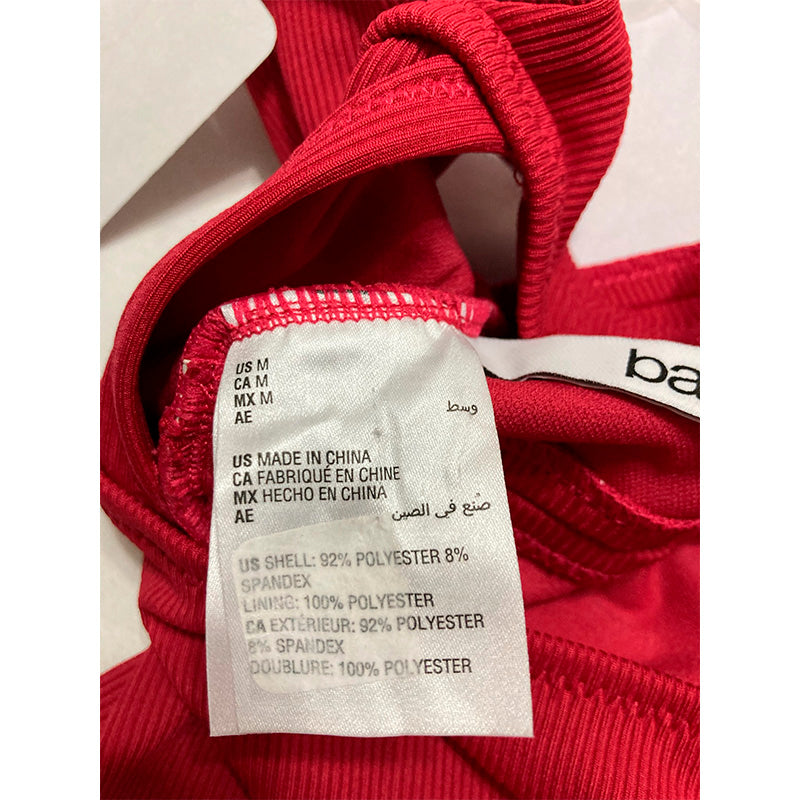 US M
CA M
MX M
AE وسط
US MADE IN CHINA
CA FABRIQUÉ EN CHINE
MX HECHO EN CHINA
AE صُنع في الصين
US SHELL: 92% POLYESTER 8%
SPANDEX
LINING: 100% POLYESTER
CA EXTÉRIEUR: 92% POLYESTER
8% SPANDEX
DOUBLURE: 100% POLYESTER
ba